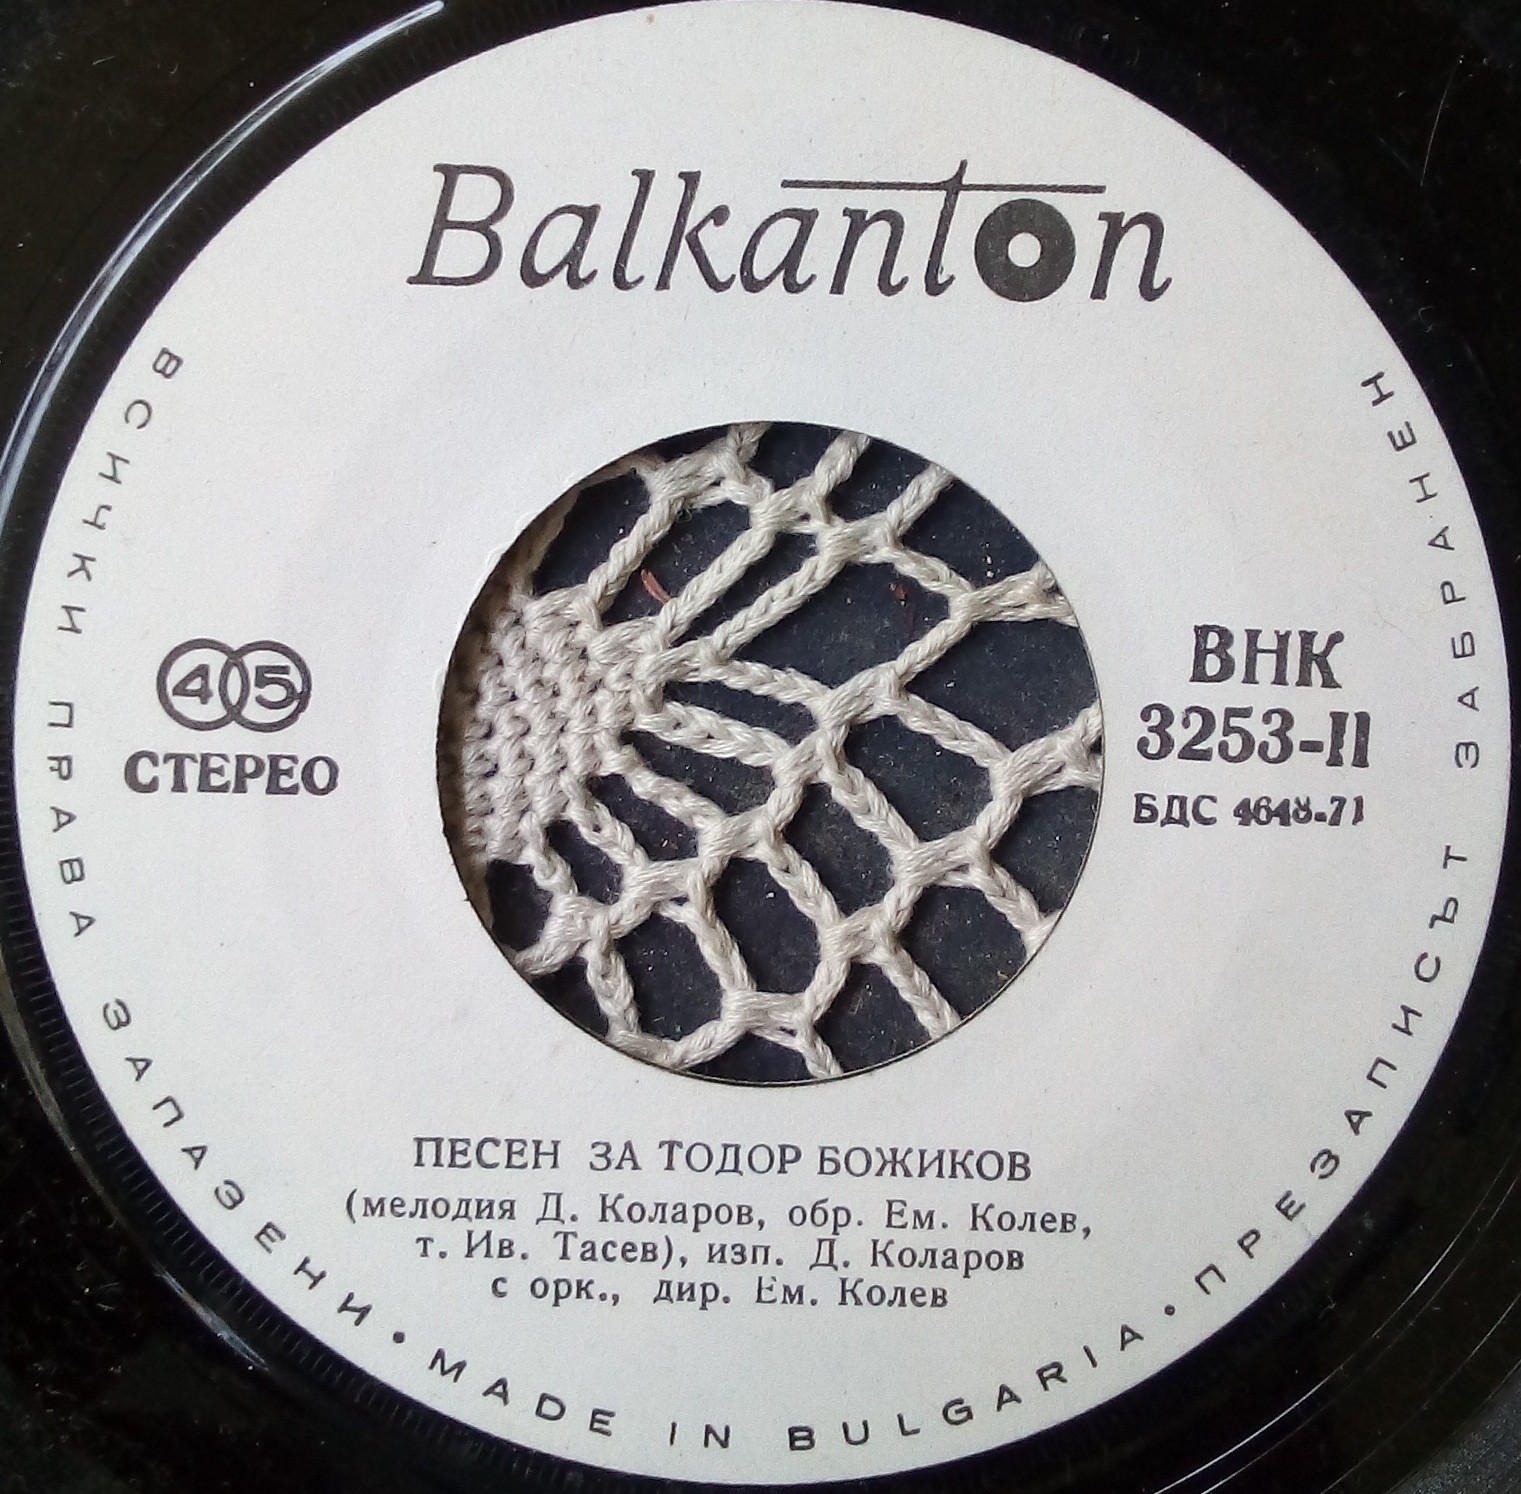 Balkanton
45
СТЕРЕО
ВНК
3253-II
БДС 4648-71
ПЕСЕН ЗА ТОДОР БОЖИКОВ
(мелодия Д. Коларов, обр. Ем. Колев,
т. Ив. Тасев), изп. Д. Коларов
с орк., дир. Ем. Колев
ВСИЧКИ ПРАВА ЗАПАЗЕНИ • MADE IN BULGARIA • ПРЕЗАПИСЪТ ЗАБРАНЕН